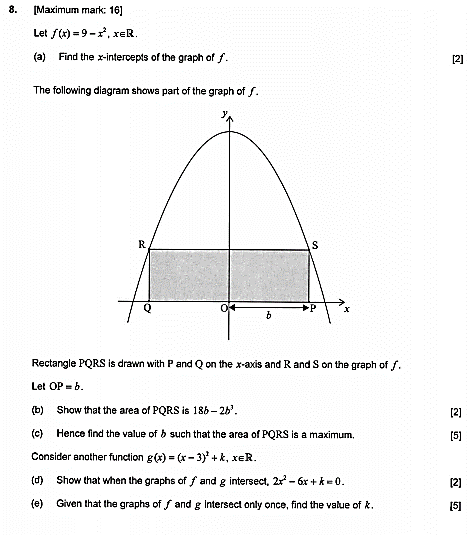 8. [Maximum mark: 16]
Let f(x) = 9 – x², x∈ℝ.
(a) Find the x-intercepts of the graph of f. [2]
The following diagram shows part of the graph of f.
y
R S
Q O P x
b
Rectangle PQRS is drawn with P and Q on the x-axis and R and S on the graph of f.
Let OP = b.
(b) Show that the area of PQRS is 18b – 2b³. [2]
(c) Hence find the value of b such that the area of PQRS is a maximum. [5]
Consider another function g(x) = (x – 3)² + k, x∈ℝ.
(d) Show that when the graphs of f and g intersect, 2x² – 6x + k = 0. [2]
(e) Given that the graphs of f and g intersect only once, find the value of k. [5]